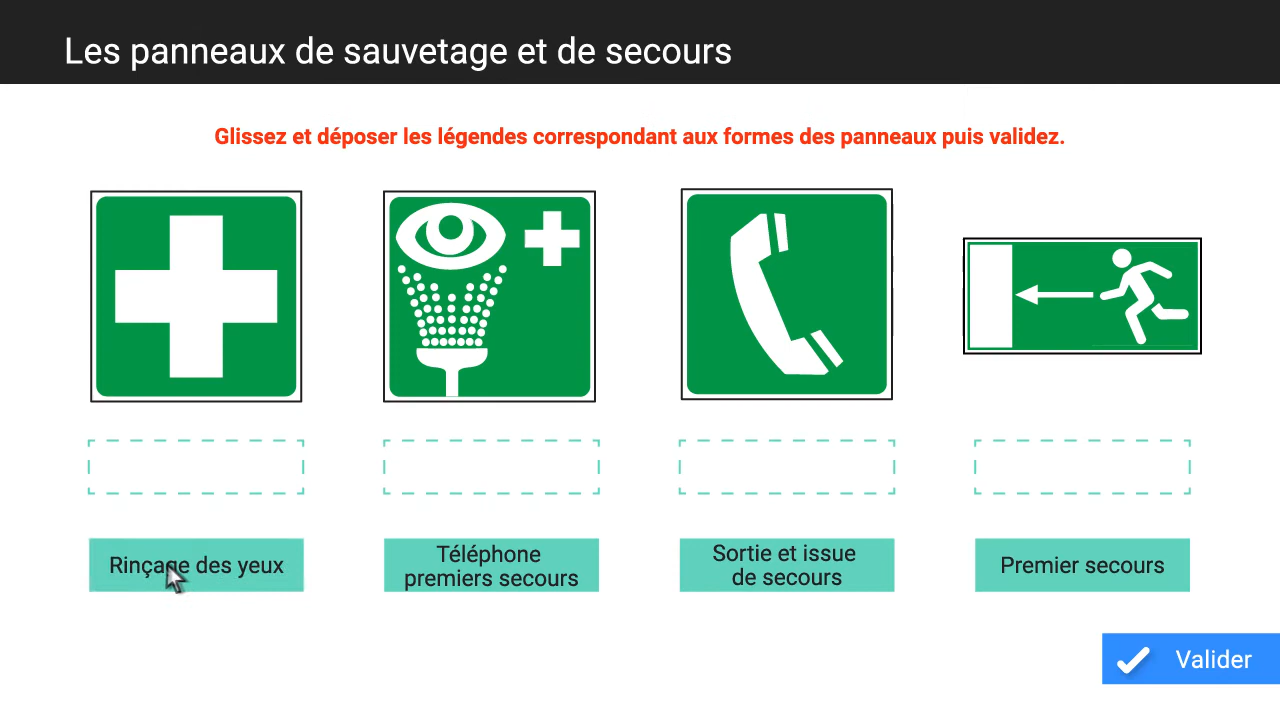 Les panneaux de sauvetage et de secours
Glissez et déposer les légendes correspondant aux formes des panneaux puis validez.
Rinçage des yeux
Téléphone
premiers secours
Sortie et issue
de secours
Premier secours
Valider